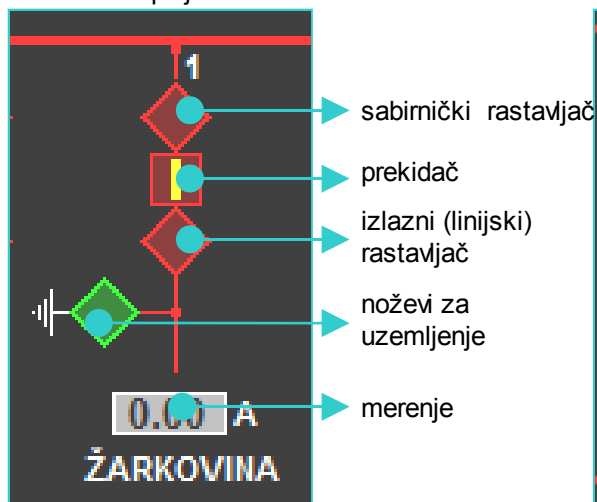 1
sabirnički rastavljač
prekidač
izlazni (linijski)
rastavljač
noževi za
uzemljenje
0.00 A
merenje
ŽARKOVINA